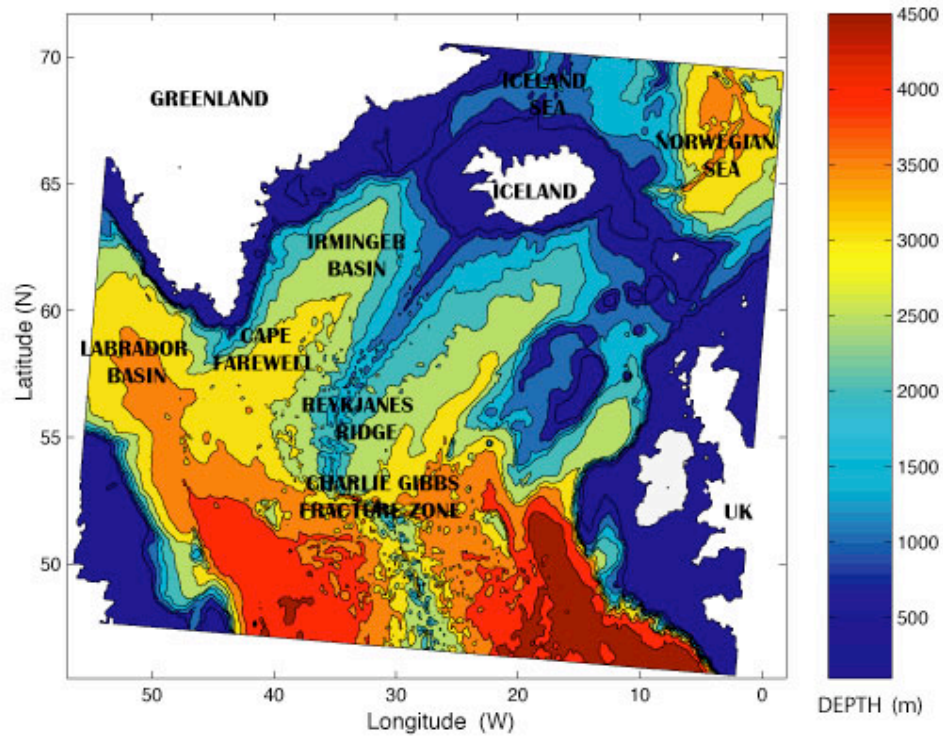 GREENLAND
ICELAND
SEA
NORWEGIAN
SEA
ICELAND
IRMINGER
BASIN
CAPE
FAREWELL
LABRADOR
BASIN
REYKJANES
RIDGE
CHARLIE GIBBS
FRACTURE ZONE
UK
70
65
60
55
50
Latitude (N)
50
40
30
20
10
0
Longitude (W)
4500
4000
3500
3000
2500
2000
1500
1000
500
DEPTH (m)